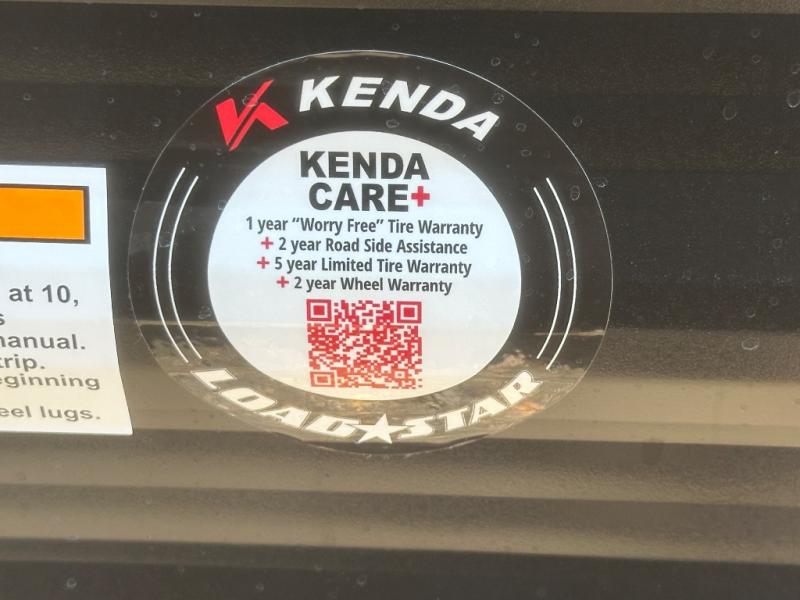 KENDA
KENDA
CARE+
1 year “Worry Free” Tire Warranty
+ 2 year Road Side Assistance
+ 5 year Limited Tire Warranty
+ 2 year Wheel Warranty
LOAD★STAR
at 10,
s
manual.
trip.
eginning
eel lugs.